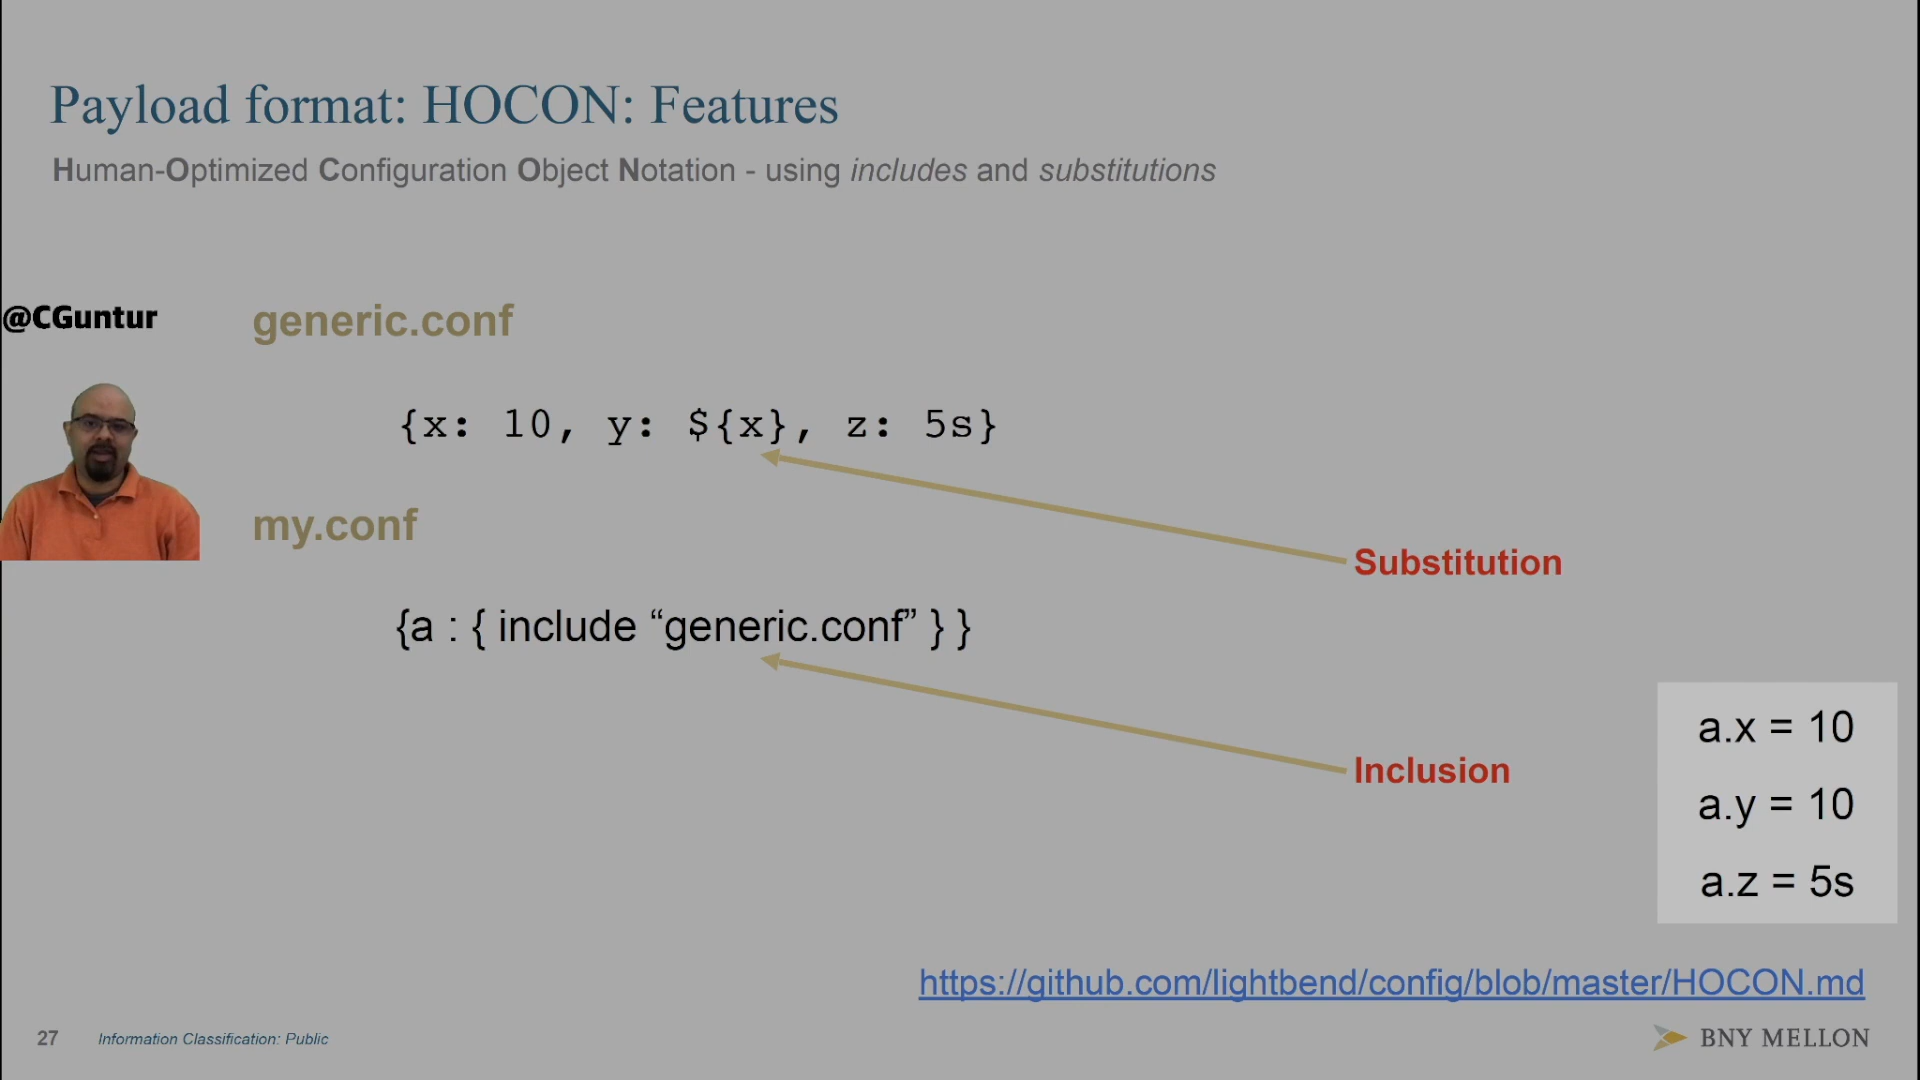 Payload format: HOCON: Features
Human-Optimized Configuration Object Notation - using includes and substitutions
@CGuntur
generic.conf
{x: 10, y: ${x}, z: 5s}
my.conf
Substitution
{a : { include “generic.conf” } }
Inclusion
a.x = 10
a.y = 10
a.z = 5s
https://github.com/lightbend/config/blob/master/HOCON.md
27 Information Classification: Public
BNY MELLON